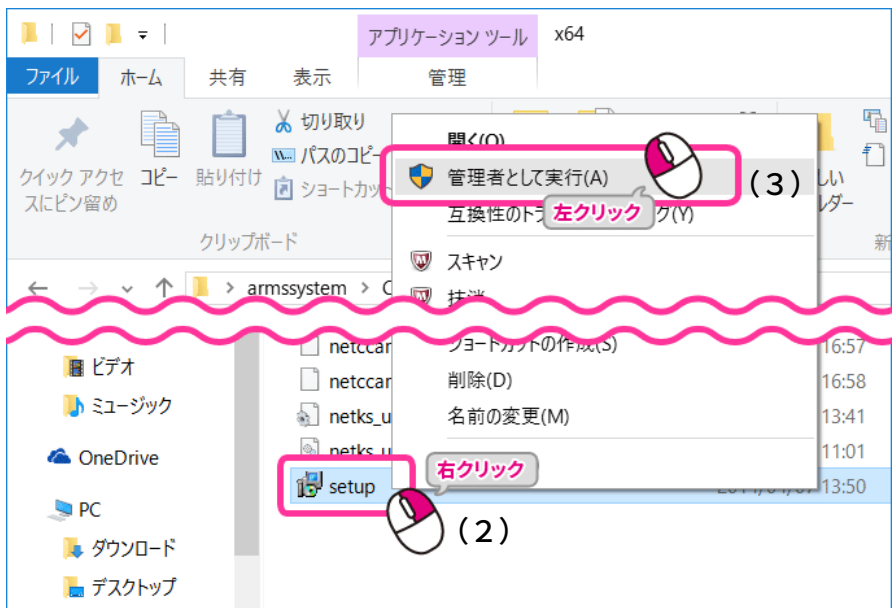 アプリケーション ツール
x64
ファイル
ホーム
共有
表示
管理
クイック アクセ
スにピン留め
コピー
貼り付け
切り取り
パスのコピー
ショートカット
クリップボード
開く(O)
管理者として実行(A)
(3)
互換性のトラ
左クリック
ク(Y)
スキャン
抹消
しい
ルダー
新
armssystem
ショートカットの作成(S)
削除(D)
名前の変更(M)
ビデオ
ミュージック
OneDrive
PC
ダウンロード
デスクトップ
netccar
16:57
netccar
16:58
netks_u
13:41
netks_u
11:01
右クリック
setup
13:50
(2)